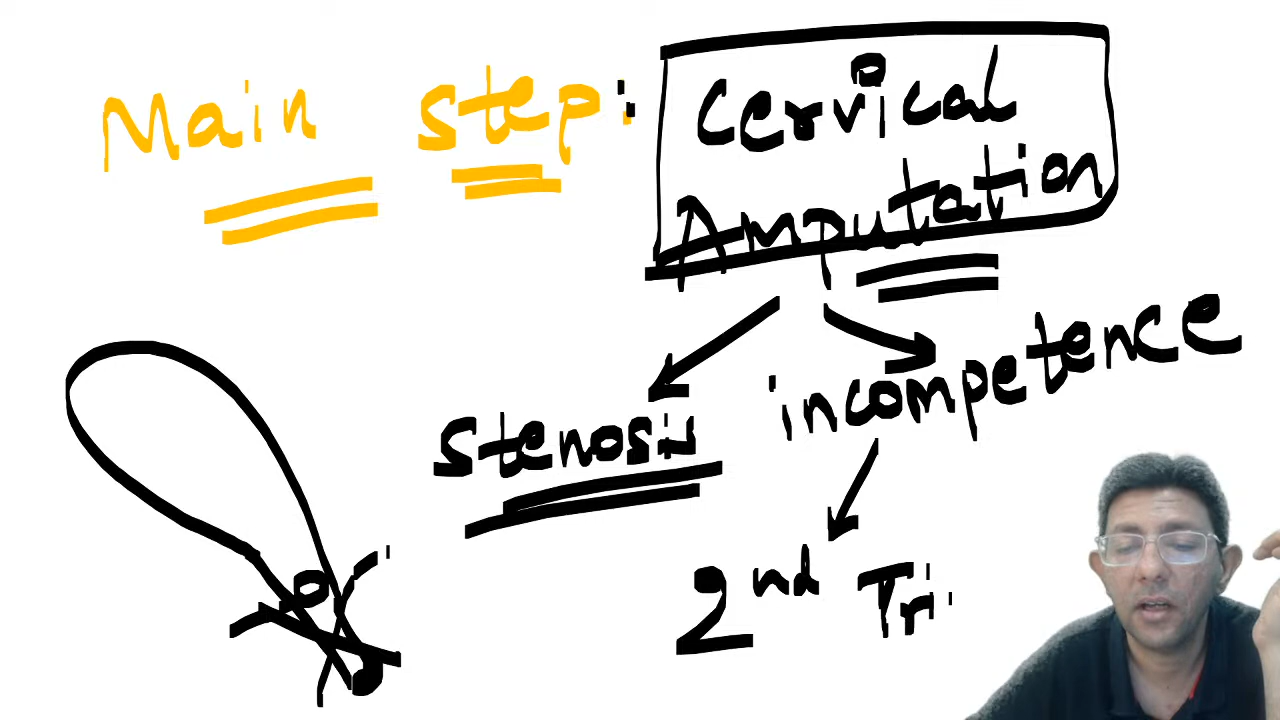 Main step: Cervical
Amputation
stenosis incompetence
2nd Tri